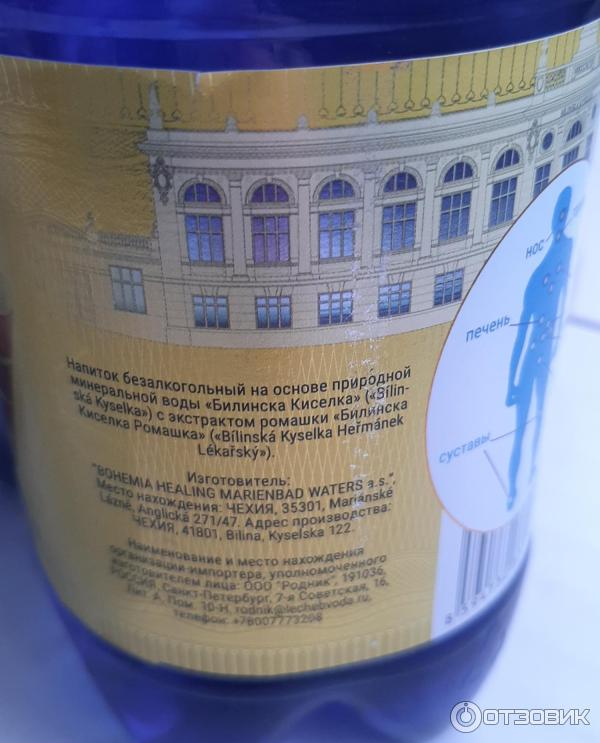 Напиток безалкогольный на основе природной
минеральной воды «Билинска Киселка» («Bílin-
ská Kyselka») с экстрактом ромашки «Билинска
Киселка Ромашка» («Bílinská Kyselka Heřmánek
Lékařský»).
Изготовитель:
"BOHEMIA HEALING MARIENBAD WATERS a.s.",
Место нахождения: ЧЕХИЯ, 35301, Mariánské
Lázně, Anglická 271/47. Адрес производства:
ЧЕХИЯ, 41801, Bílina, Kyselska 122.
Наименование и место нахождения
организации-импортера, уполномоченного
изготовителем лица: ООО "Родник", 191036,
РОССИЯ, Санкт-Петербург, 7-я Советская, 16,
Лит. А, Пом. 10-Н, rodnik@lechebvoda.ru,
телефон: +78007773208
нос
печень
суставы
ОТЗОВИК